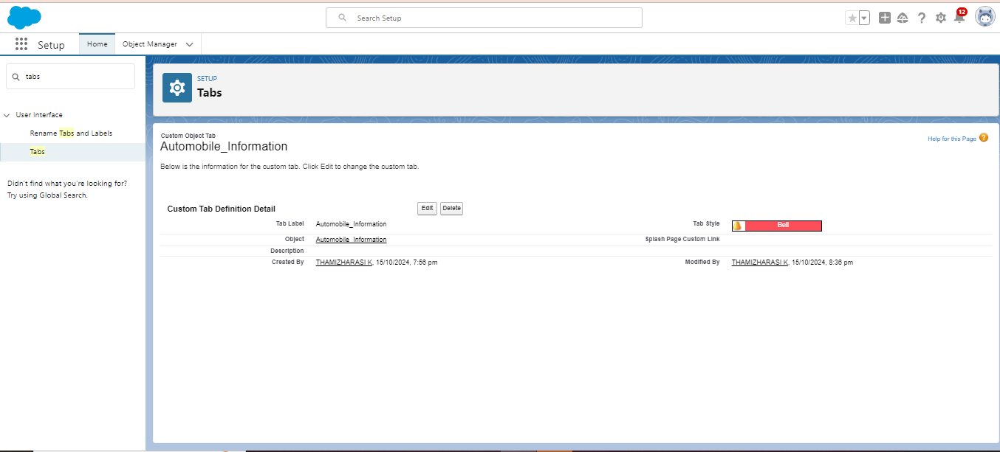 Search Setup
12
Setup
Home
Object Manager
tabs
User Interface
Rename Tabs and Labels
Tabs
Didn't find what you're looking for?
Try using Global Search.
SETUP
Tabs
Custom Object Tab
Automobile_Information
Help for this Page ?
Below is the information for the custom tab. Click Edit to change the custom tab.
Custom Tab Definition Detail
Edit
Delete
Tab Label Automobile_Information Tab Style Bell
Object Automobile_Information Splash Page Custom Link
Description
Created By THAMIZHARASI K, 15/10/2024, 7:56 pm Modified By THAMIZHARASI K, 15/10/2024, 8:36 pm